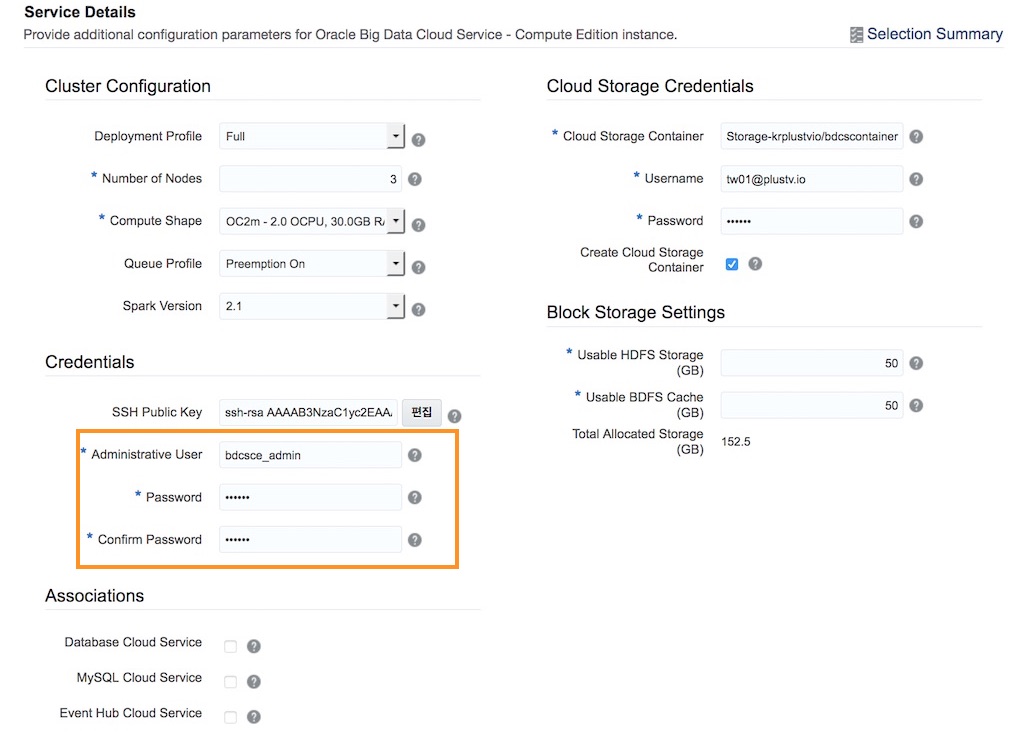 Service Details
Provide additional configuration parameters for Oracle Big Data Cloud Service - Compute Edition instance.
Selection Summary
Cluster Configuration
Deployment Profile Full
* Number of Nodes 3
* Compute Shape OC2m - 2.0 OCPU, 30.0GB RA
Queue Profile Preemption On
Spark Version 2.1
Credentials
SSH Public Key ssh-rsa AAAAB3NzaC1yc2EAA 편집
* Administrative User bdcsce_admin
* Password ••••••
* Confirm Password ••••••
Associations
Database Cloud Service
MySQL Cloud Service
Event Hub Cloud Service
Cloud Storage Credentials
* Cloud Storage Container Storage-krplustvio/bdcscontainer
* Username tw01@plustv.io
* Password ••••••
Create Cloud Storage
Container
Block Storage Settings
* Usable HDFS Storage
(GB) 50
* Usable BDFS Cache
(GB) 50
Total Allocated Storage
(GB) 152.5